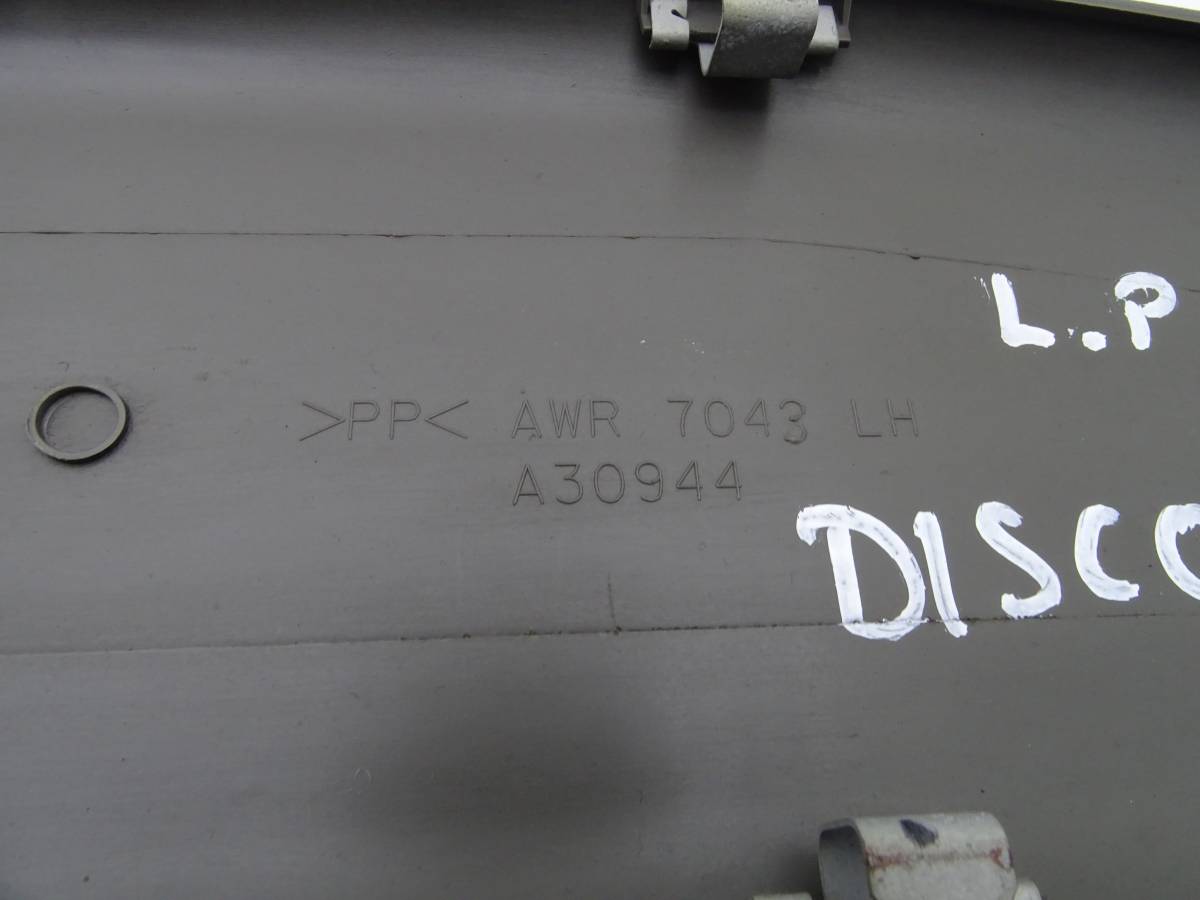 L..P
>PP< AWR 7043 LH
A30944
DISCO